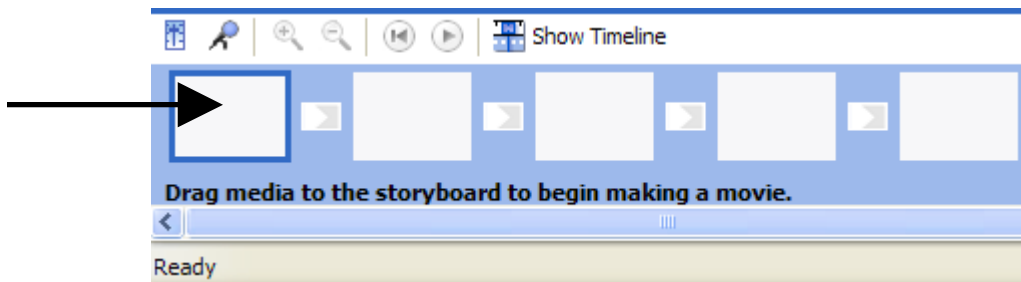 Show Timeline
Drag media to the storyboard to begin making a movie.
Ready